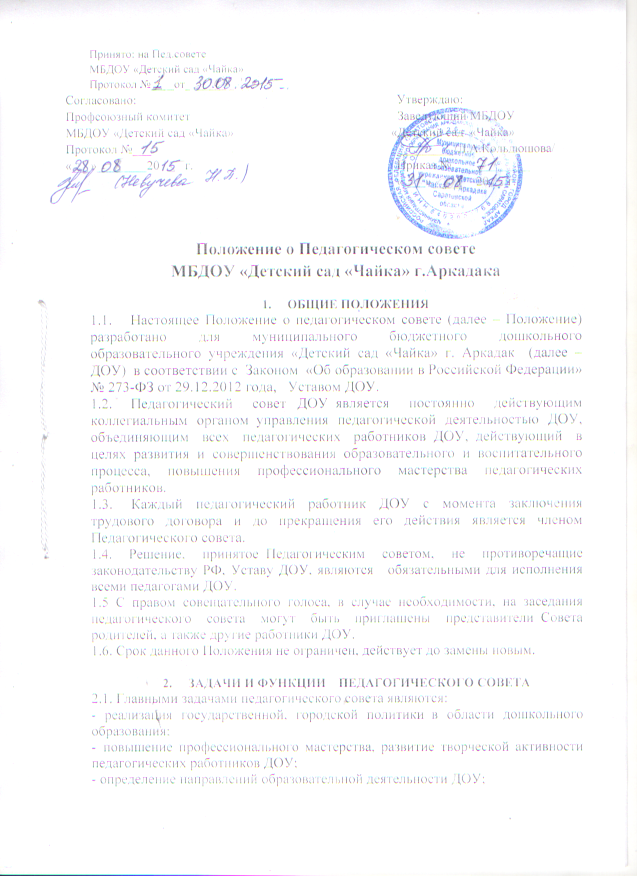 Принято: на Пед.совете
МБДОУ «Детский сад «Чайка»
Протокол № 1 от 30.08.2015
Согласовано: Утверждаю:
Профсоюзный комитет Заведующий МБДОУ
МБДОУ «Детский сад «Чайка» «Детский сад «Чайка»
Протокол № 15
«28» 08 2015 г. Приказ № 71
31 08 15
Положение о Педагогическом совете
МБДОУ «Детский сад «Чайка» г.Аркадака
1. ОБЩИЕ ПОЛОЖЕНИЯ
1.1. Настоящее Положение о педагогическом совете (далее – Положение)
разработано для муниципального бюджетного дошкольного
образовательного учреждения «Детский сад «Чайка» г. Аркадак (далее –
ДОУ) в соответствии с Законом «Об образовании в Российской Федерации»
№ 273-ФЗ от 29.12.2012 года, Уставом ДОУ.
1.2. Педагогический совет ДОУ является постоянно действующим
коллегиальным органом управления педагогической деятельностью ДОУ,
объединяющим всех педагогических работников ДОУ, действующий в
целях развития и совершенствования образовательного и воспитательного
процесса, повышения профессионального мастерства педагогических
работников.
1.3. Каждый педагогический работник ДОУ с момента заключения
трудового договора и до прекращения его действия является членом
Педагогического совета.
1.4. Решение, принятое Педагогическим советом, не противоречащие
законодательству РФ, Уставу ДОУ, являются обязательными для исполнения
всеми педагогами ДОУ.
1.5 С правом совещательного голоса, в случае необходимости, на заседания
педагогического совета могут быть приглашены представители Совета
родителей, а также другие работники ДОУ.
1.6. Срок данного Положения не ограничен, действует до замены новым.
2. ЗАДАЧИ И ФУНКЦИИ ПЕДАГОГИЧЕСКОГО СОВЕТА
2.1. Главными задачами педагогического совета являются:
- реализация государственной, городской политики в области дошкольного
образования;
- повышение профессионального мастерства, развитие творческой активности
педагогических работников ДОУ;
- определение направлений образовательной деятельности ДОУ;